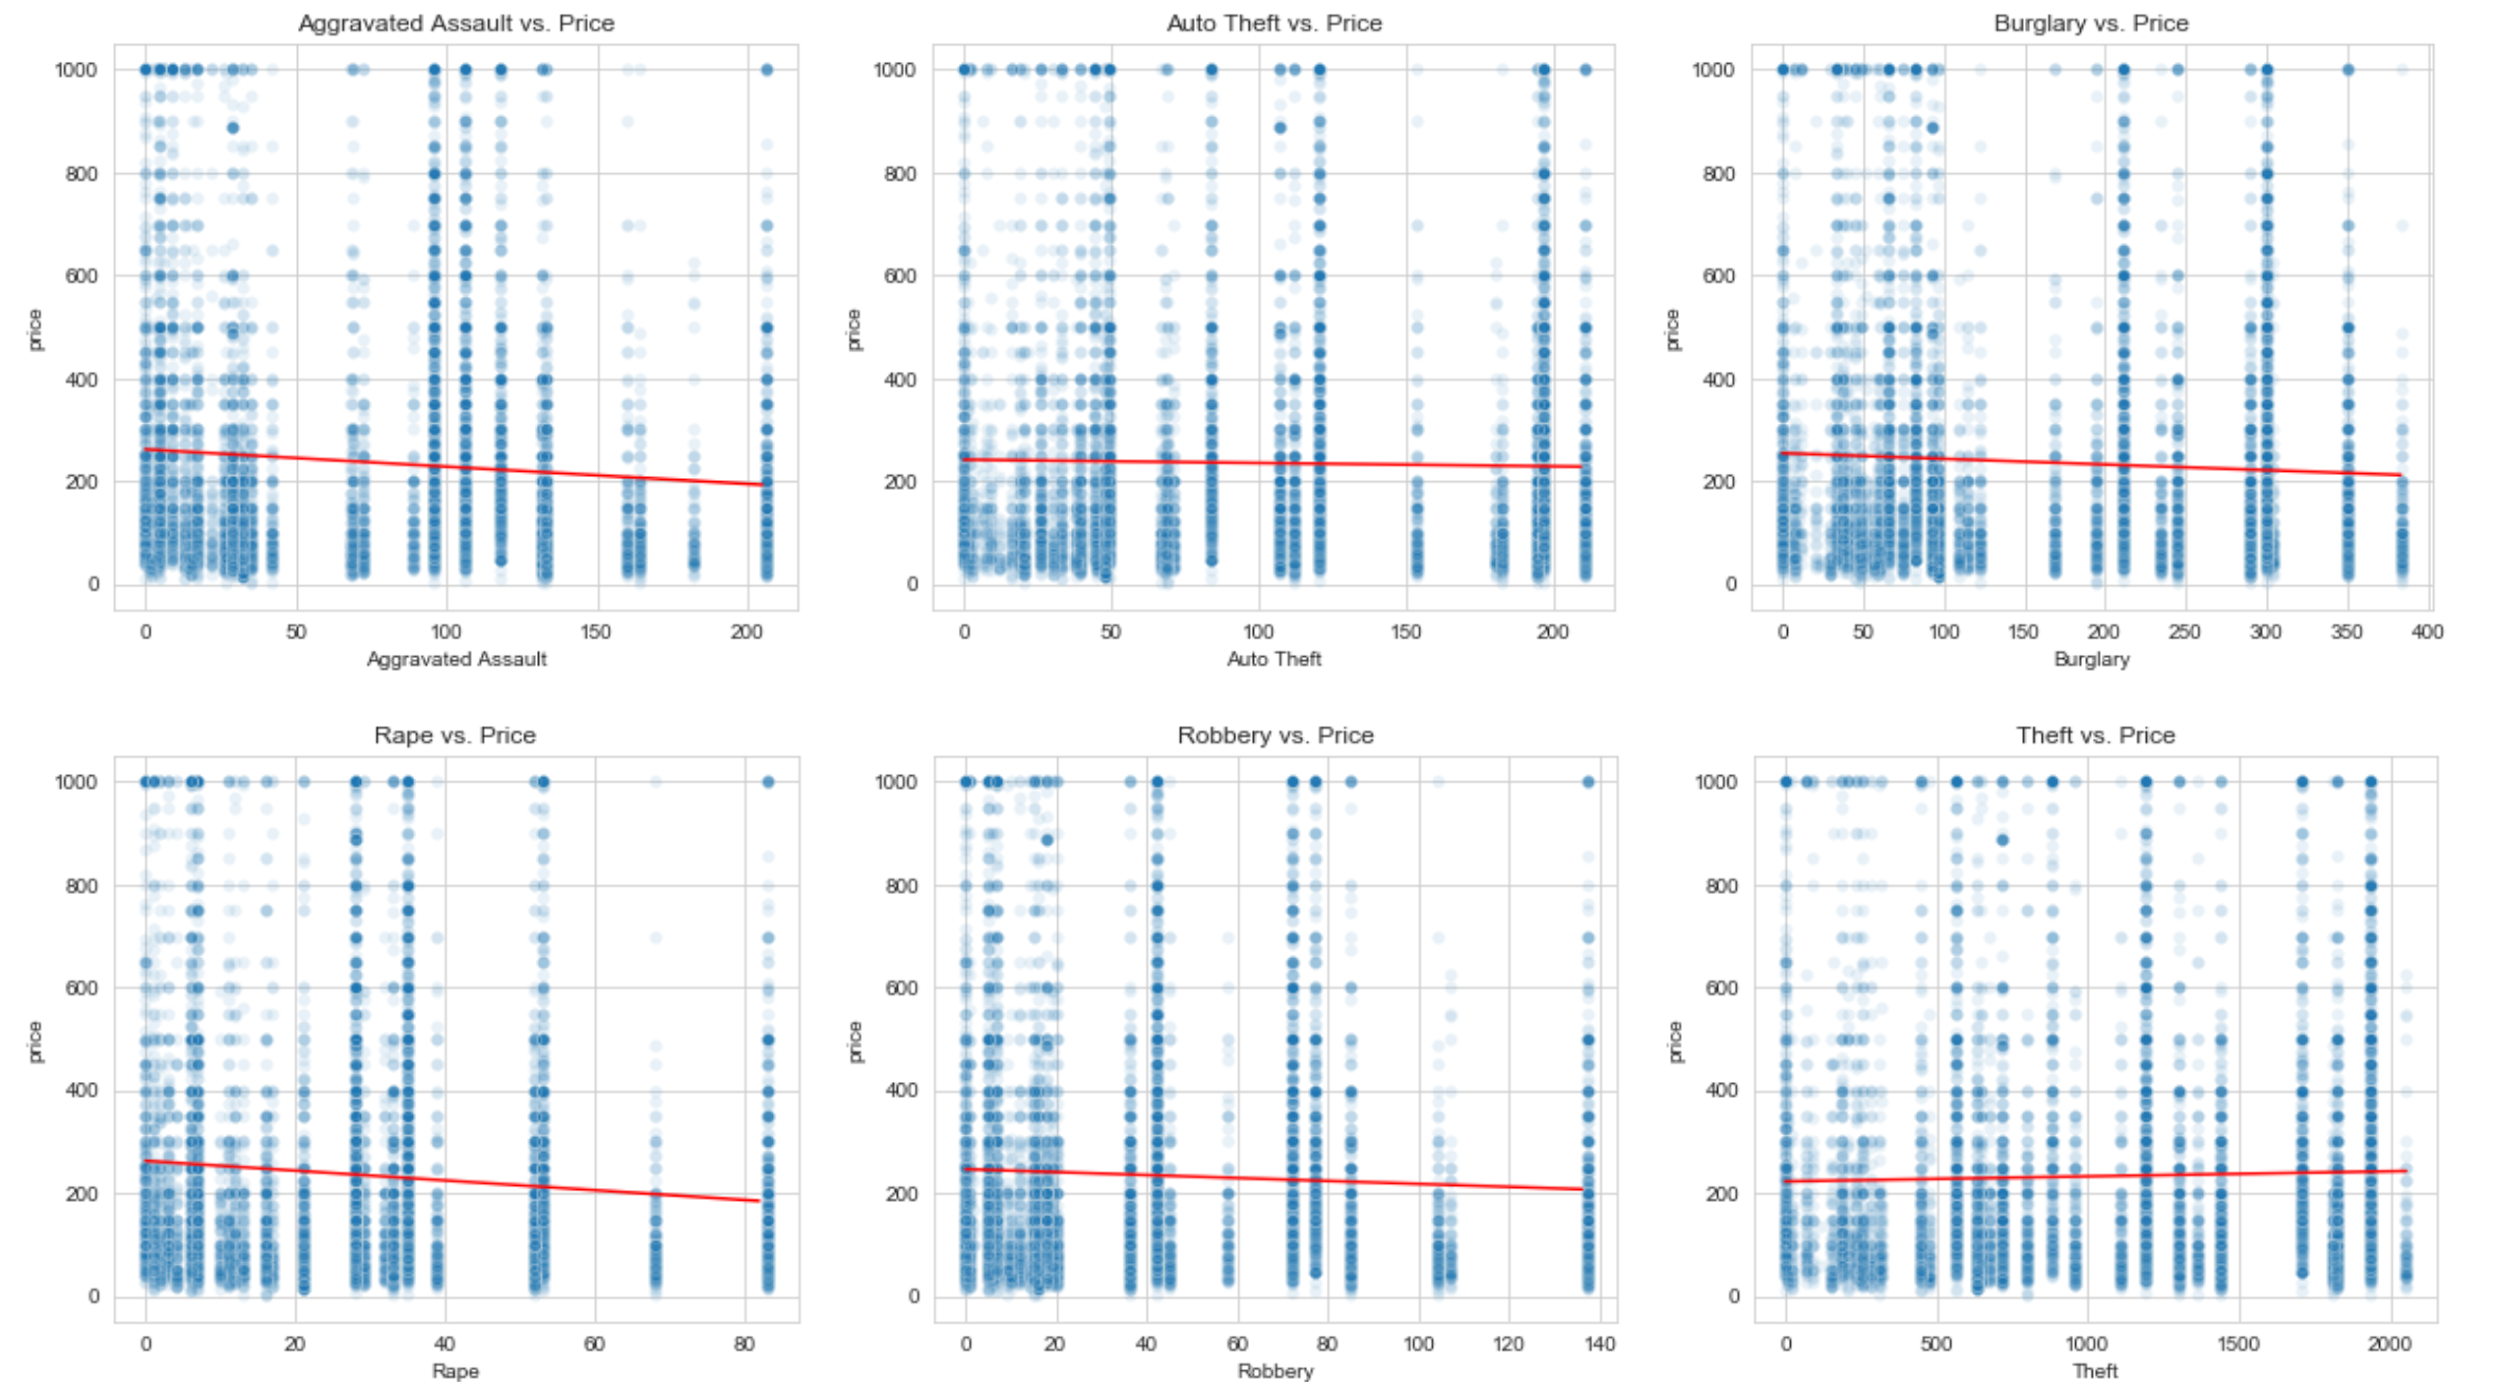 Aggravated Assault vs. Price
Auto Theft vs. Price
Burglary vs. Price
1000
800
600
400
200
0
price
0 50 100 150 200
Aggravated Assault
1000
800
600
400
200
0
price
0 50 100 150 200
Auto Theft
1000
800
600
400
200
0
price
0 50 100 150 200 250 300 350 400
Burglary
Rape vs. Price
Robbery vs. Price
Theft vs. Price
1000
800
600
400
200
0
price
0 20 40 60 80
Rape
1000
800
600
400
200
0
price
0 20 40 60 80 100 120 140
Robbery
1000
800
600
400
200
0
price
0 500 1000 1500 2000
Theft